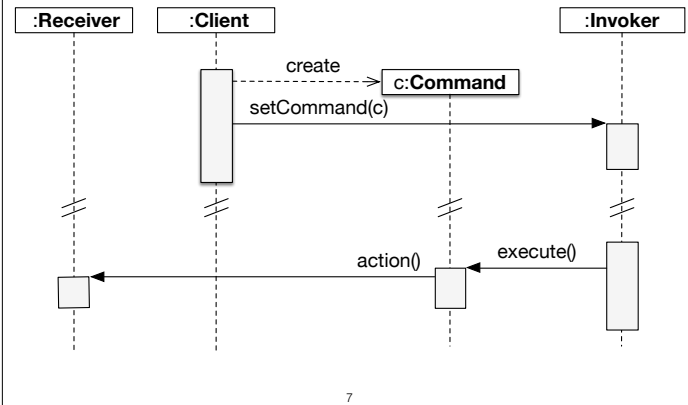 :Receiver
:Client
:Invoker
create
c:Command
setCommand(c)
execute()
action()
7